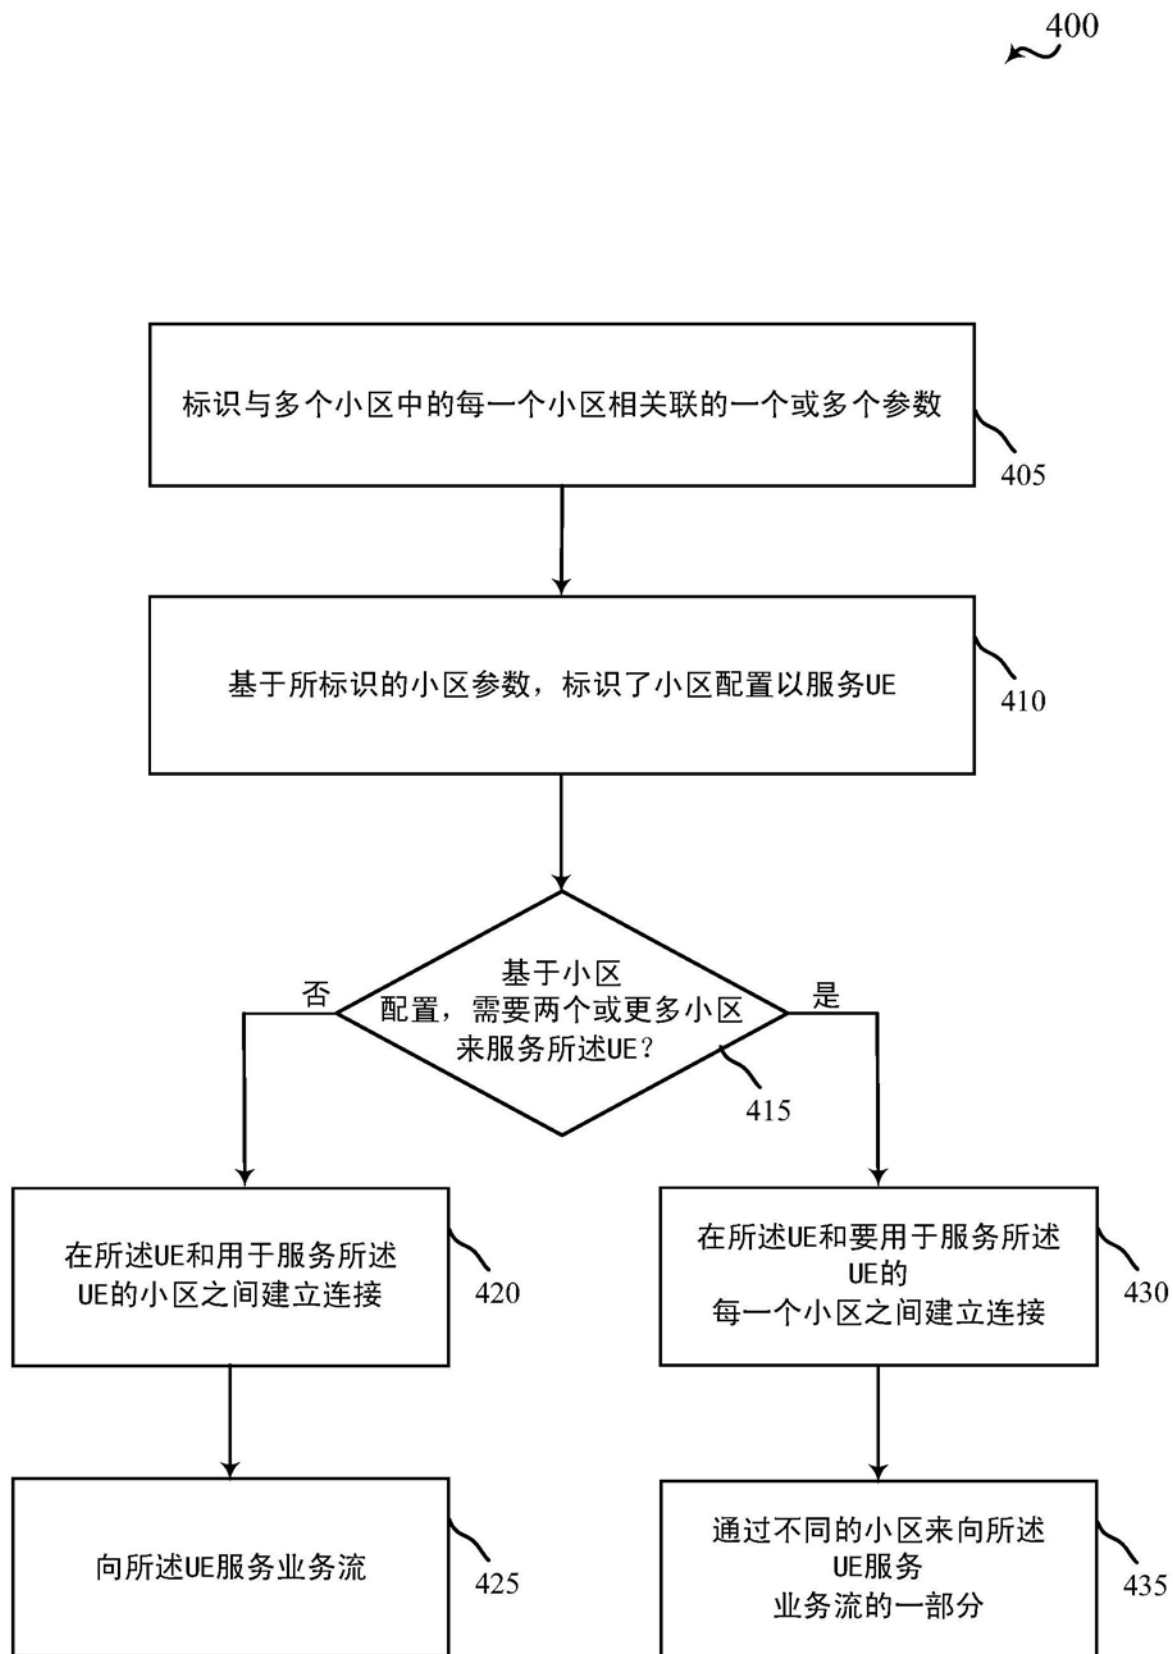 400
标识与多个小区中的每一个小区相关联的一个或多个参数
405
基于所标识的小区参数，标识了小区配置以服务UE
410
基于小区
配置，需要两个或更多小区
来服务所述UE？
否
是
415
在所述UE和用于服务所述
UE的小区之间建立连接
420
在所述UE和要用于服务所述
UE的
每一个小区之间建立连接
430
向所述UE服务业务流
425
通过不同的小区来向所述
UE服务
业务流的一部分
435